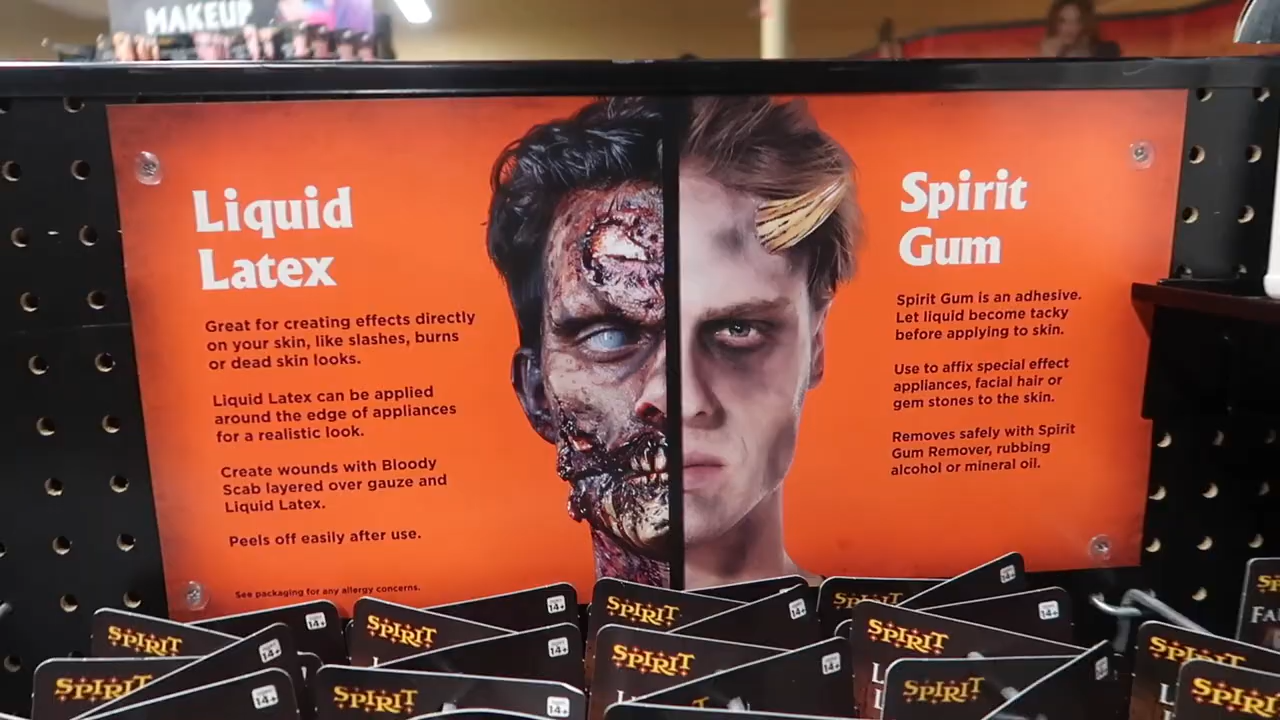 MAKEUP
Liquid
Latex
Great for creating effects directly
on your skin, like slashes, burns
or dead skin looks.
Liquid Latex can be applied
around the edge of appliances
for a realistic look.
Create wounds with Bloody
Scab layered over gauze and
Liquid Latex.
Peels off easily after use.
See packaging for any allergy concerns.
Spirit
Gum
Spirit Gum is an adhesive.
Let liquid become tacky
before applying to skin.
Use to affix special effect
appliances, facial hair or
gem stones to the skin.
Removes safely with Spirit
Gum Remover, rubbing
alcohol or mineral oil.
SPIRIT
14+
SPIRIT
14+
SPIRIT
14+
SPIRIT
14+
14+
SPIRIT
14+
SPIRIT
14+
SPIRIT
14+
SPIRIT
SPIRIT
14+
SPIRIT
SPIRIT